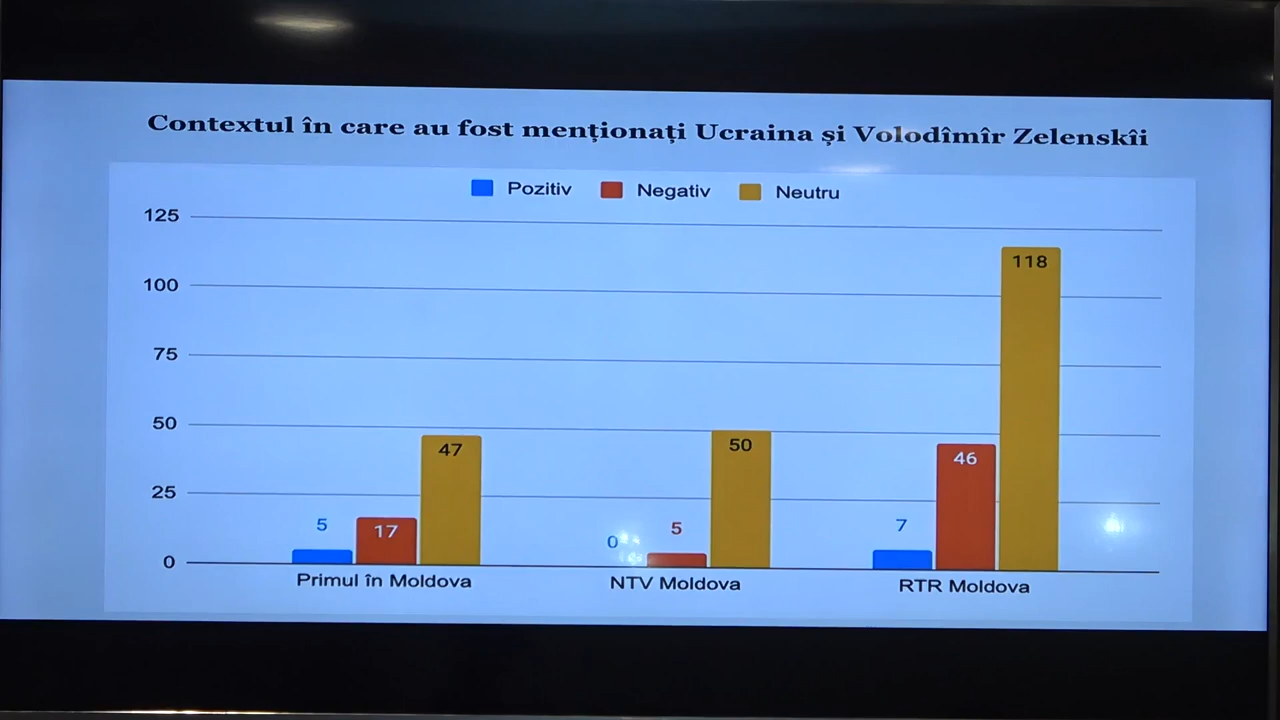 Contextul în care au fost menționați Ucraina și Volodîmîr Zelenskîi
Pozitiv Negativ Neutru
125
100
75
50
25
0
5 17 47
0 5 50
7 46 118
Primul în Moldova NTV Moldova RTR Moldova